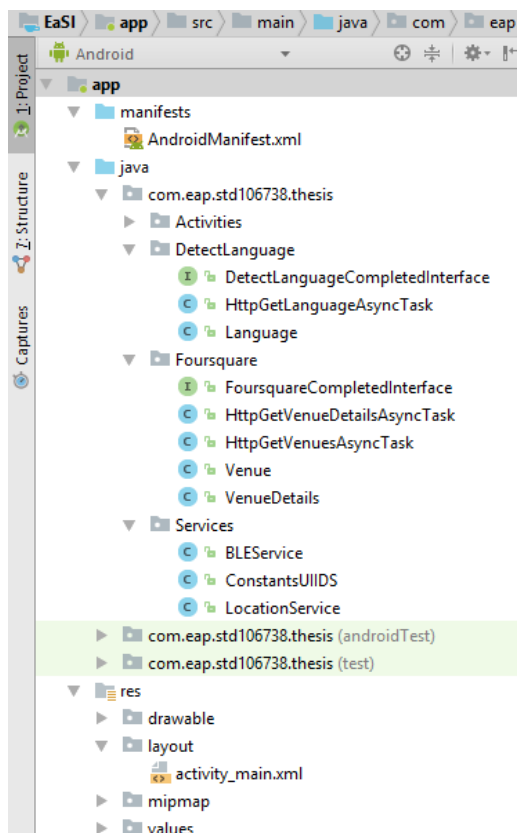 EaSI app src main java com eap
Android
1: Project
7: Structure
Captures
app
manifests
AndroidManifest.xml
java
com.eap.std106738.thesis
Activities
DetectLanguage
DetectLanguageCompletedInterface
HttpGetLanguageAsyncTask
Language
Foursquare
FoursquareCompletedInterface
HttpGetVenueDetailsAsyncTask
HttpGetVenuesAsyncTask
Venue
VenueDetails
Services
BLEService
ConstantsUIIDS
LocationService
com.eap.std106738.thesis (androidTest)
com.eap.std106738.thesis (test)
res
drawable
layout
activity_main.xml
mipmap
values